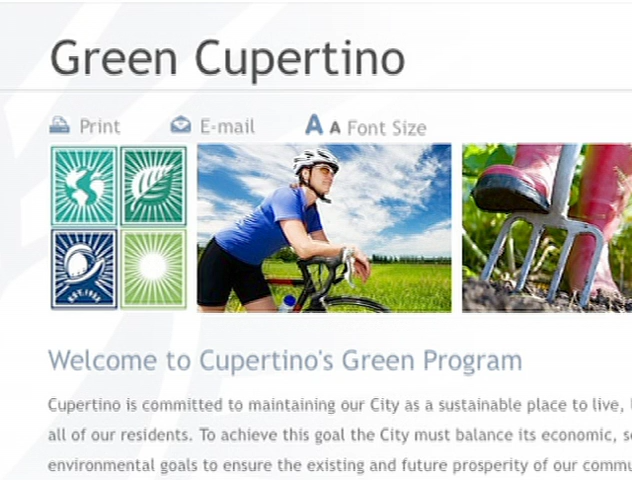 Green Cupertino
Print E-mail A A Font Size
EST. 1955
Welcome to Cupertino's Green Program
Cupertino is committed to maintaining our City as a sustainable place to live,
all of our residents. To achieve this goal the City must balance its economic,
environmental goals to ensure the existing and future prosperity of our